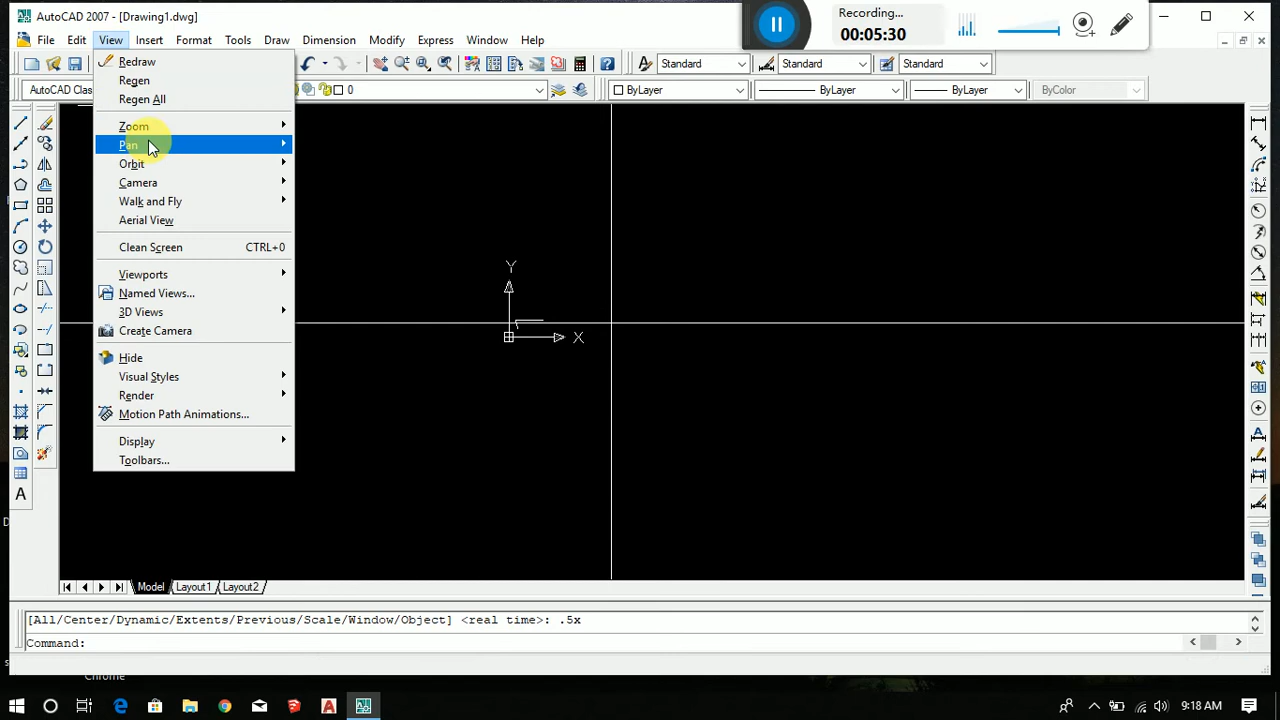 AutoCAD 2007 - [Drawing1.dwg]
Recording...
00:05:30
File Edit View Insert Format Tools Draw Dimension Modify Express Window Help
Standard Standard Standard
AutoCAD Clas 0 ByLayer ByLayer ByLayer ByColor
Redraw
Regen
Regen All
Zoom
Pan
Orbit
Camera
Walk and Fly
Aerial View
Clean Screen CTRL+0
Viewports
Named Views...
3D Views
Create Camera
Hide
Visual Styles
Render
Motion Path Animations...
Display
Toolbars...
Y
X
A
Model Layout1 Layout2
[All/Center/Dynamic/Extents/Previous/Scale/Window/Object] <real time>: .5x
Command:
Chrome
9:18 AM